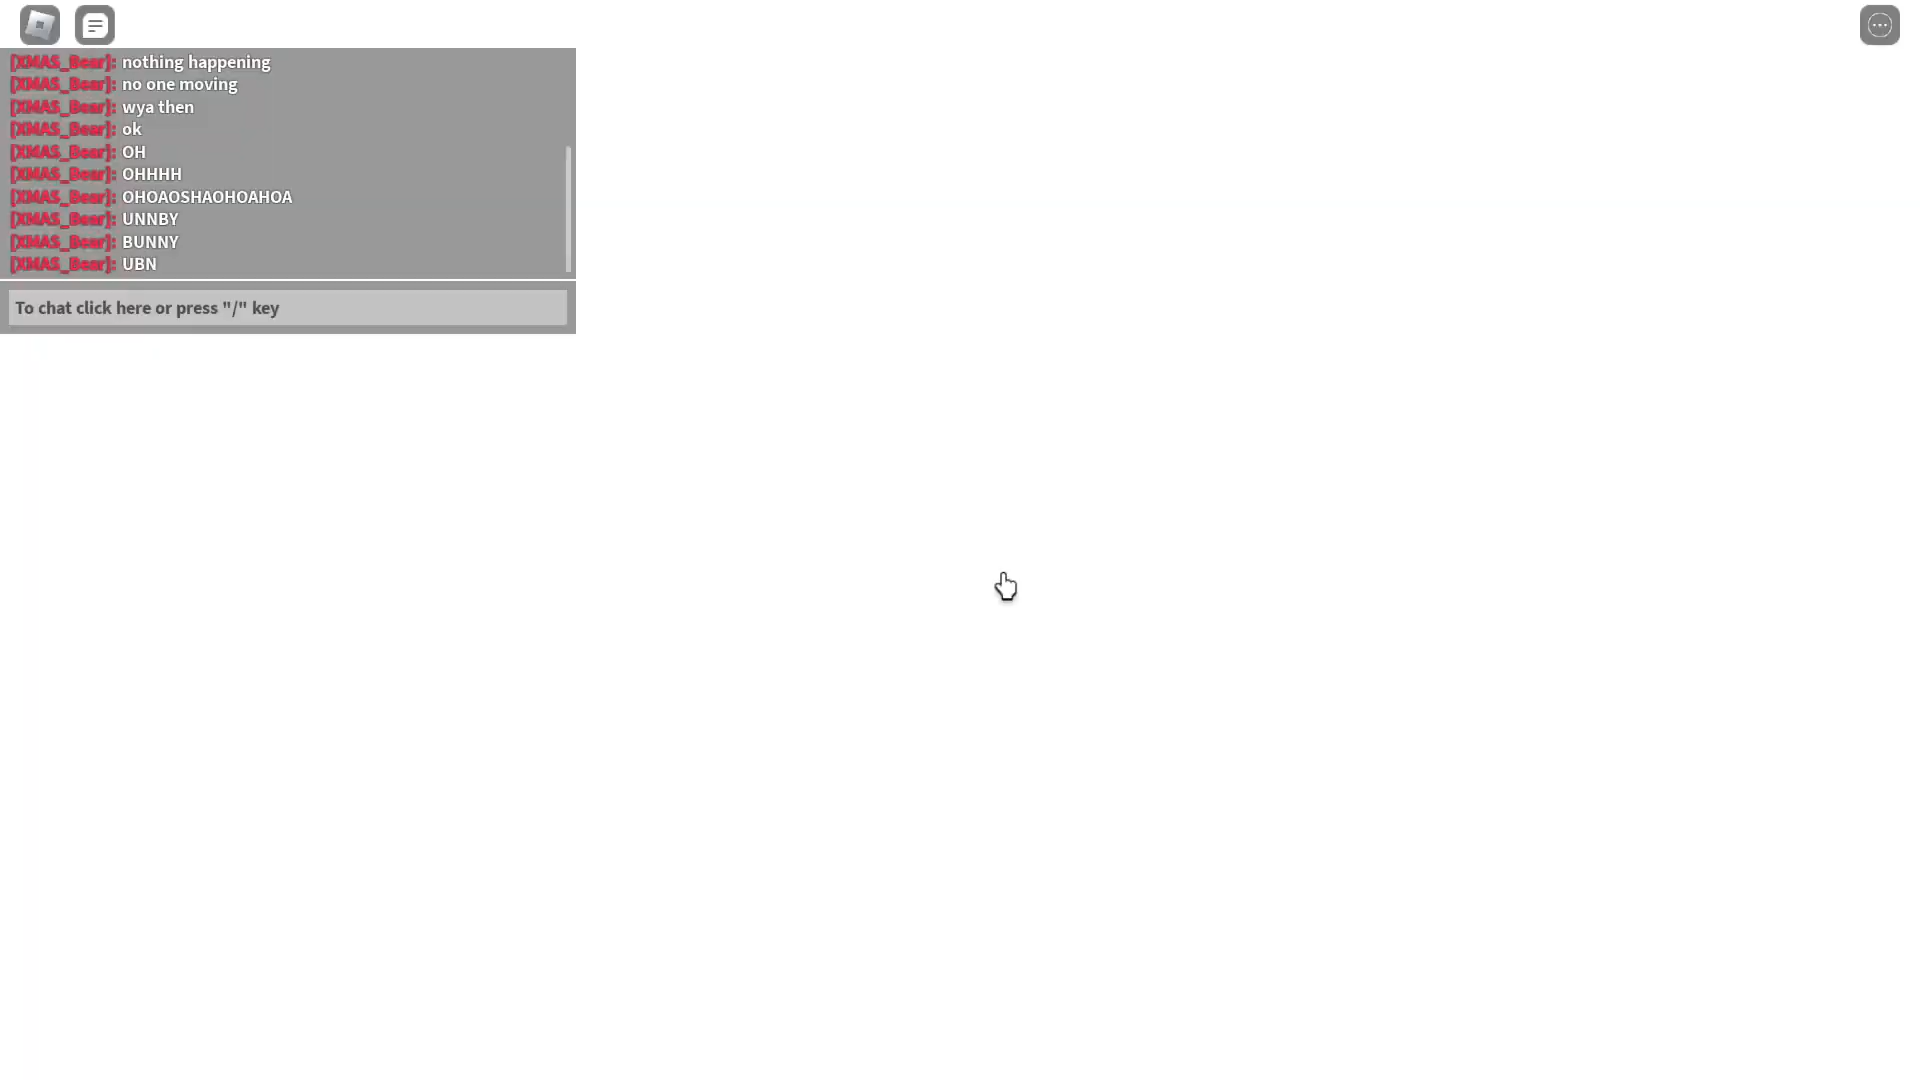 [XMAS_Bear]: nothing happening
[XMAS_Bear]: no one moving
[XMAS_Bear]: wya then
[XMAS_Bear]: ok
[XMAS_Bear]: OH
[XMAS_Bear]: OHHHH
[XMAS_Bear]: OHOAOSHAOHOAHOA
[XMAS_Bear]: UNNBY
[XMAS_Bear]: BUNNY
[XMAS_Bear]: UBN
To chat click here or press "/" key